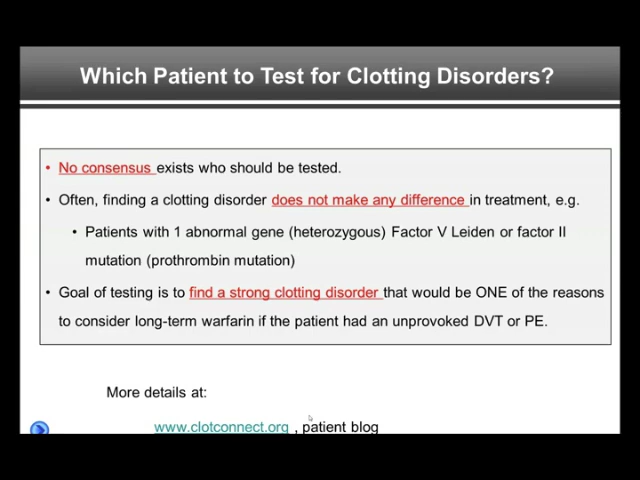 Which Patient to Test for Clotting Disorders?
• No consensus exists who should be tested.
• Often, finding a clotting disorder does not make any difference in treatment, e.g.
• Patients with 1 abnormal gene (heterozygous) Factor V Leiden or factor II
mutation (prothrombin mutation)
• Goal of testing is to find a strong clotting disorder that would be ONE of the reasons
to consider long-term warfarin if the patient had an unprovoked DVT or PE.
More details at:
www.clotconnect.org , patient blog